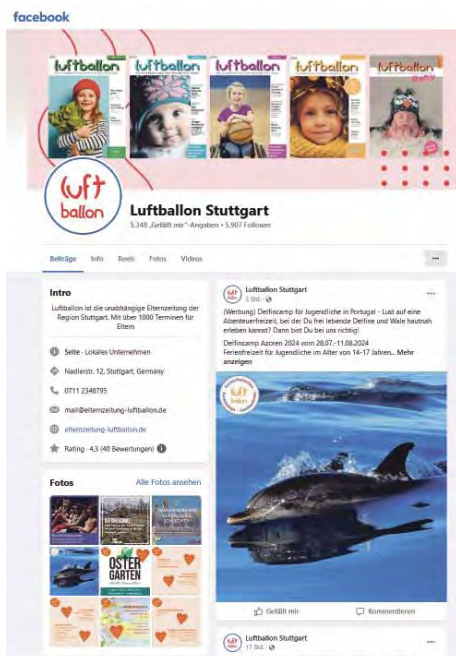 facebook
luftballon
luftballon
luftballon
luftballon
luftballon
Baby
luft
ballon
Luftballon Stuttgart
5.348 „Gefällt mir“-Angaben • 5.907 Follower
Beiträge Info Reels Fotos Videos
Intro
Luftballon ist die unabhängige Elternzeitung der
Region Stuttgart. Mit über 1000 Terminen für
Eltern
Seite · Lokales Unternehmen
Nadlerstr. 12, Stuttgart, Germany
0711 2348795
mail@elternzeitung-luftballon.de
elternzeitung-luftballon.de
Rating · 4,3 (40 Bewertungen)
Fotos Alle Fotos ansehen
OSTER
GARTEN
Luftballon Stuttgart
(Werbung) Delfincamp für Jugendliche in Portugal - Lust auf eine
Abenteuerfreizeit, bei der Du frei lebende Delfine und Wale hautnah
erleben kannst? Dann bist Du bei uns richtig!
Delfincamp Azoren 2024 vom 28.07.-11.08.2024
Ferienfreizeit für Jugendliche im Alter von 14-17 Jahren... Mehr
anzeigen
luft
ballon
Gefällt mir Kommentieren
Luftballon Stuttgart
17 Std.